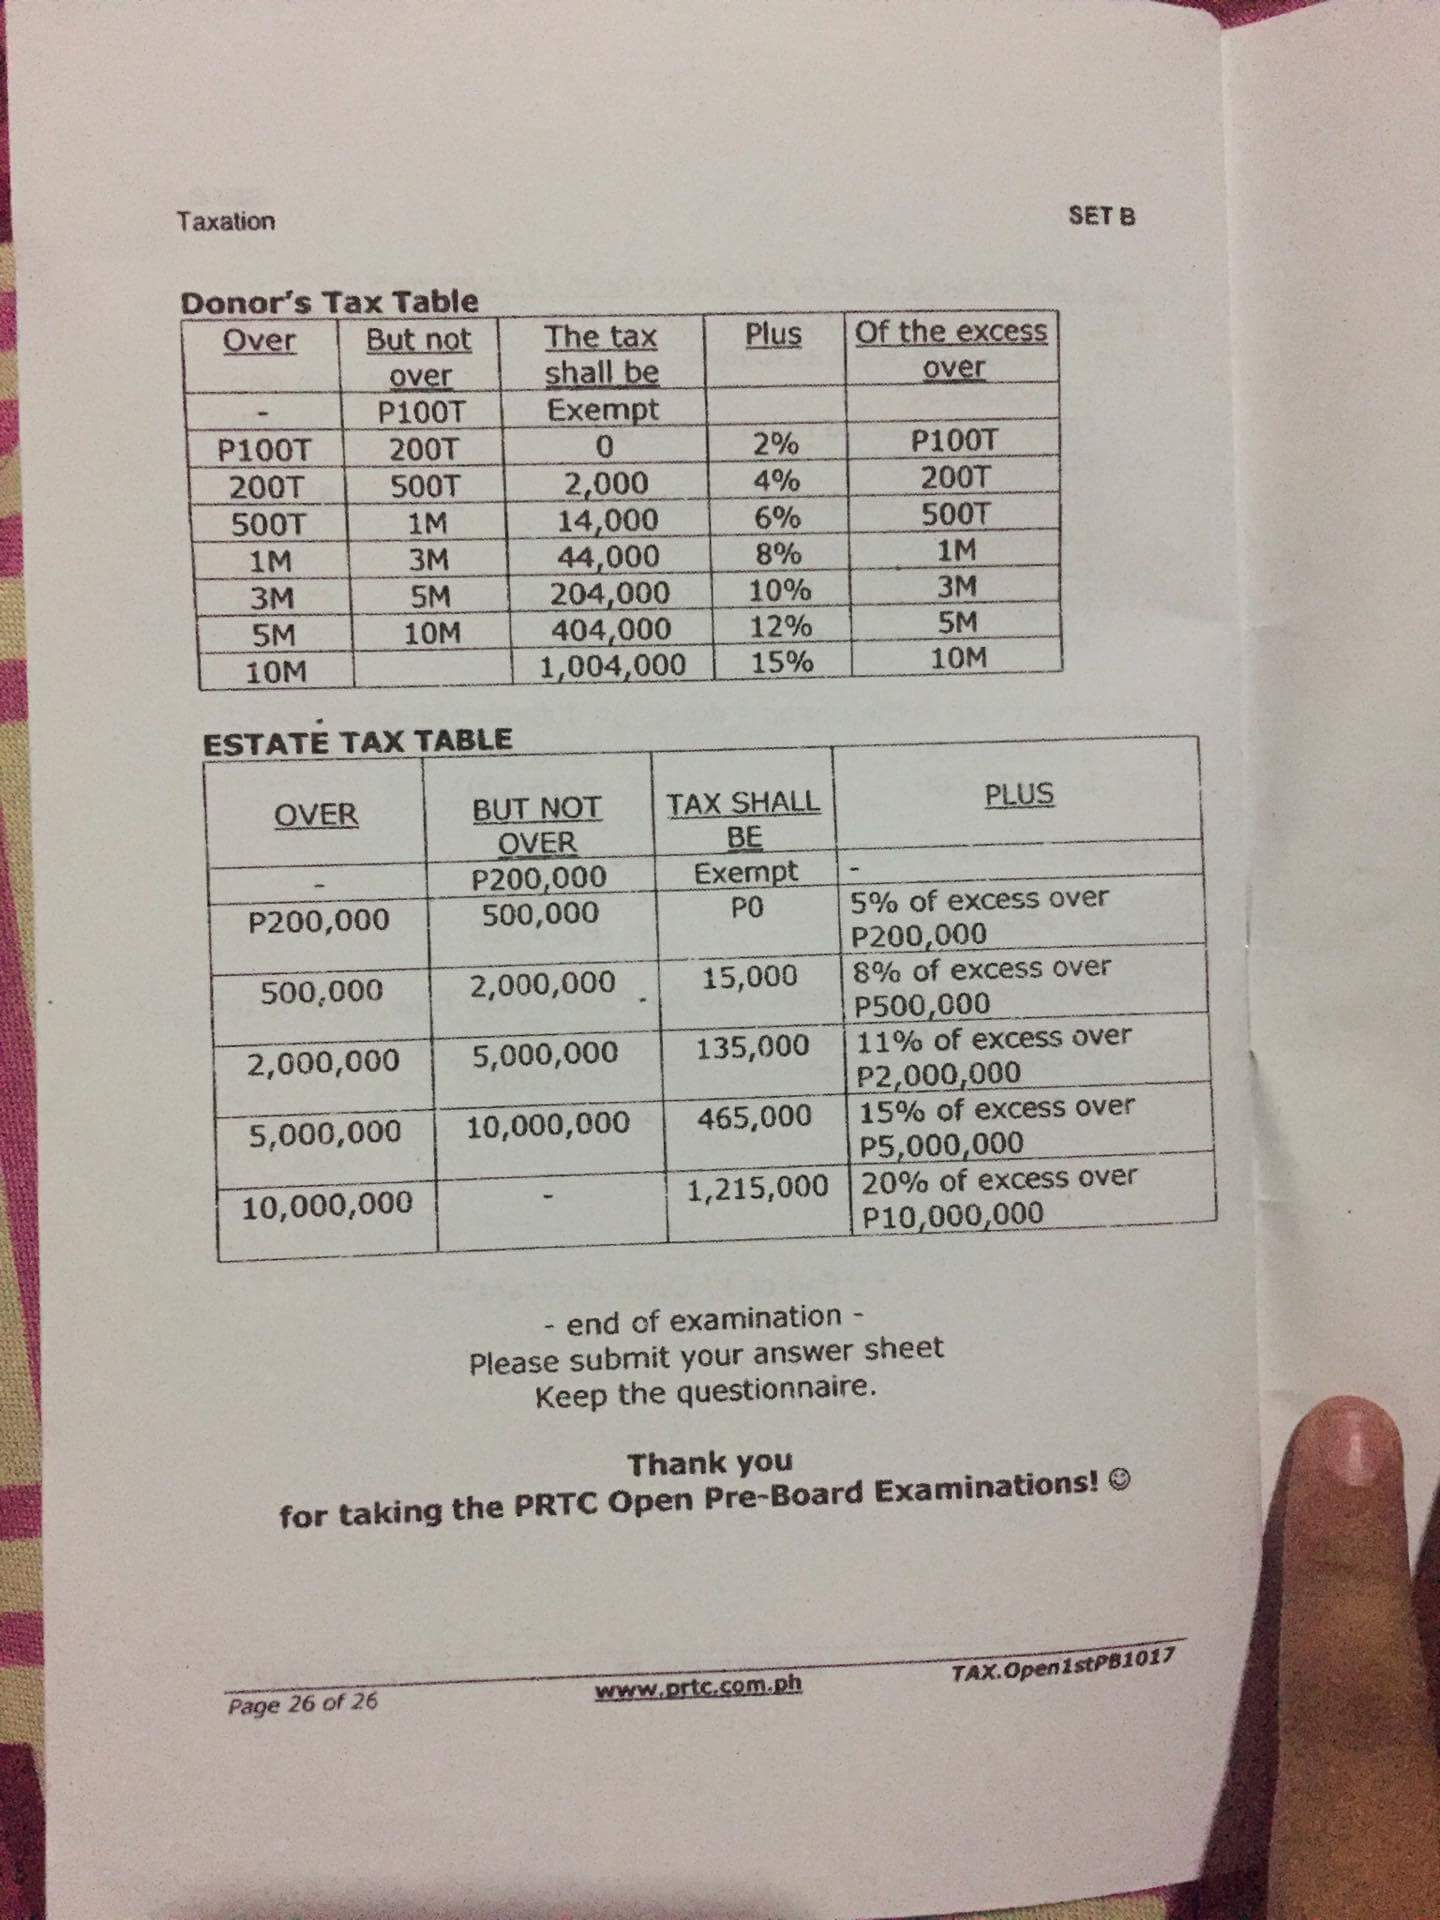 Taxation SET B
Donor's Tax Table
Over But not over The tax shall be Plus Of the excess over
- P100T Exempt
P100T 200T 0 2% P100T
200T 500T 2,000 4% 200T
500T 1M 14,000 6% 500T
1M 3M 44,000 8% 1M
3M 5M 204,000 10% 3M
5M 10M 404,000 12% 5M
10M 1,004,000 15% 10M
ESTATE TAX TABLE
OVER BUT NOT OVER TAX SHALL BE PLUS
- P200,000 Exempt -
P200,000 500,000 P0 5% of excess over P200,000
500,000 2,000,000 15,000 8% of excess over P500,000
2,000,000 5,000,000 135,000 11% of excess over P2,000,000
5,000,000 10,000,000 465,000 15% of excess over P5,000,000
10,000,000 - 1,215,000 20% of excess over P10,000,000
- end of examination -
Please submit your answer sheet
Keep the questionnaire.
Thank you
for taking the PRTC Open Pre-Board Examinations! ☺
Page 26 of 26 www.prtc.com.ph TAX.Open1stPB1017